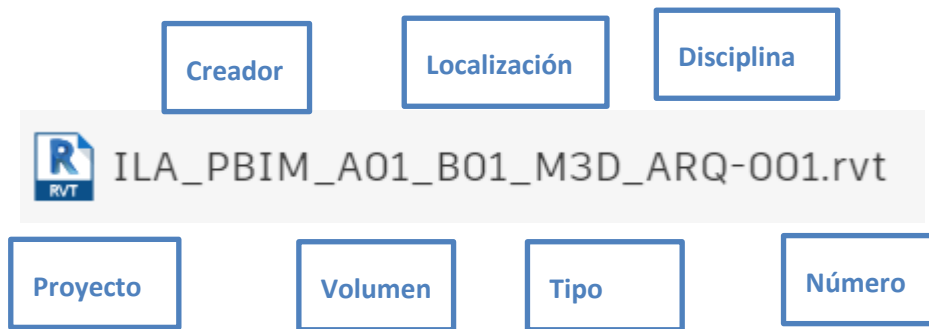 Creador
Localización
Disciplina
R
RVT
ILA_PBIM_A01_B01_M3D_ARQ-001.rvt
Proyecto
Volumen
Tipo
Número